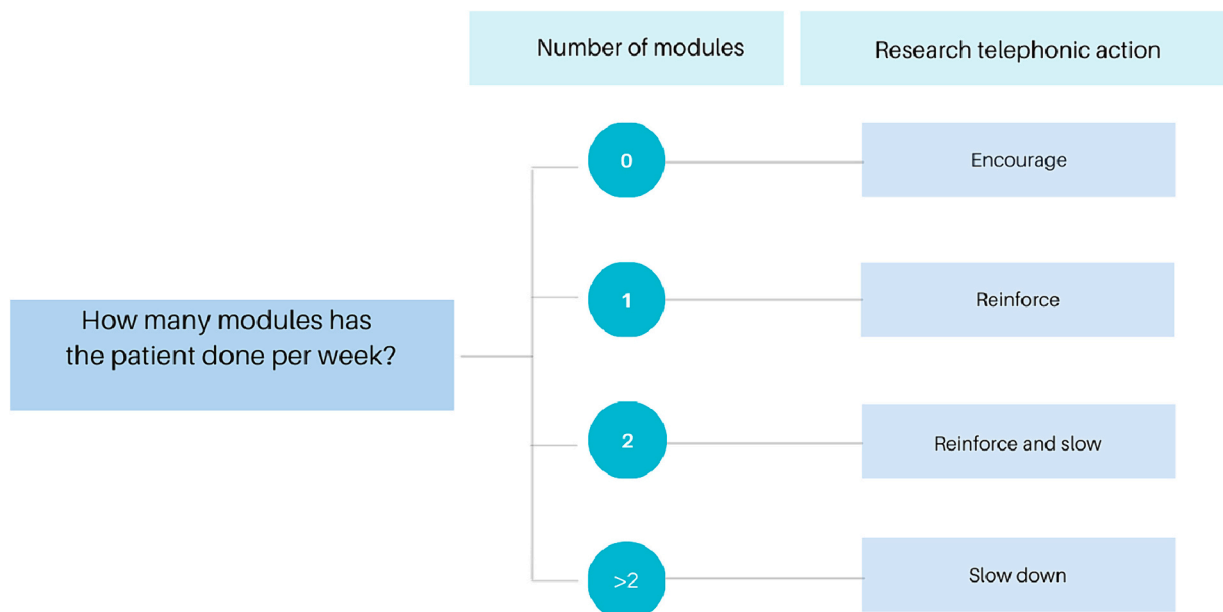 Number of modules
Research telephonic action
0
Encourage
1
Reinforce
How many modules has
the patient done per week?
2
Reinforce and slow
>2
Slow down